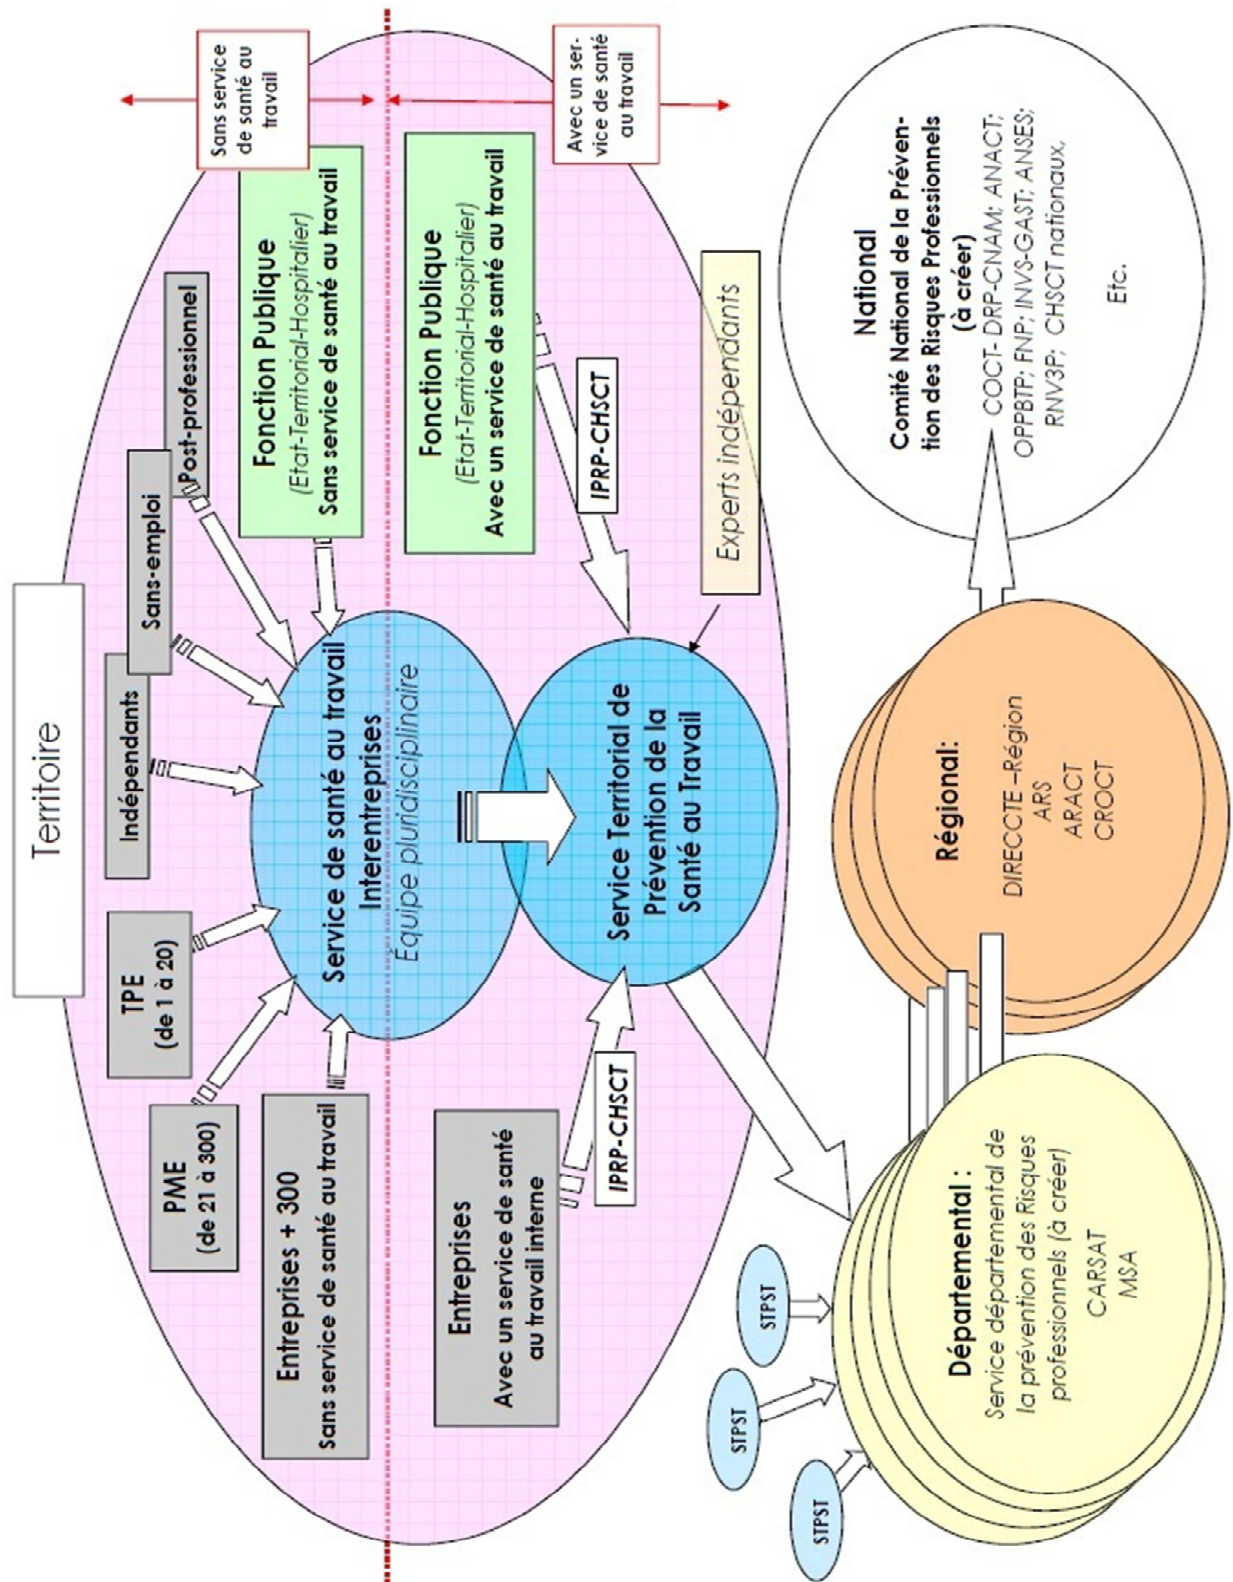 Territoire
PME
(de 21 à 300)
TPE
(de 1 à 20)
Indépendants
Sans-emploi
Post-professionnel
Sans service
de santé au
travail
Entreprises + 300
Sans service de santé au travail
Service de santé au travail
Interentreprises
Équipe pluridisciplinaire
Fonction Publique
(Etat-Territorial-Hospitalier)
Sans service de santé au travail
Entreprises
Avec un service de santé
au travail interne
IPRP-CHSCT
Service Territorial de
Prévention de la
Santé au Travail
Fonction Publique
(Etat-Territorial-Hospitalier)
Avec un service de santé au travail
IPRP-CHSCT
Avec un ser-
vice de santé
au travail
Experts indépendants
STPST
STPST
STPST
Départemental :
Service départemental de
la prévention des Risques
professionnels (à créer)
CARSAT
MSA
Régional:
DIRECCTE –Région
ARS
ARACT
CROCT
National
Comité National de la Préven-
tion des Risques Professionnels
(à créer)
COCT- DRP-CNAM; ANACT;
OPPBTP; FNP; INVS-GAST; ANSES;
RNV3P; CHSCT nationaux,
Etc.